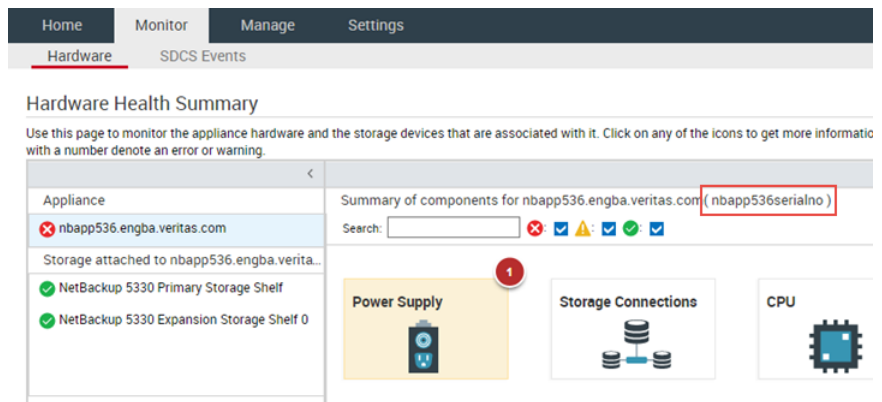 Home Monitor Manage Settings
Hardware SDCS Events
Hardware Health Summary
Use this page to monitor the appliance hardware and the storage devices that are associated with it. Click on any of the icons to get more informatio
with a number denote an error or warning.
<
Appliance
nbapp536.engba.veritas.com
Storage attached to nbapp536.engba.verita...
NetBackup 5330 Primary Storage Shelf
NetBackup 5330 Expansion Storage Shelf 0
Summary of components for nbapp536.engba.veritas.com ( nbapp536serialno )
Search: : : :
1
Power Supply
Storage Connections
CPU